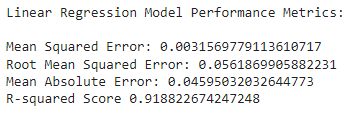 Linear Regression Model Performance Metrics:
Mean Squared Error: 0.0031569779113610717
Root Mean Squared Error: 0.0561869905882231
Mean Absolute Error: 0.04595032032644773
R-squared Score 0.918822674247248